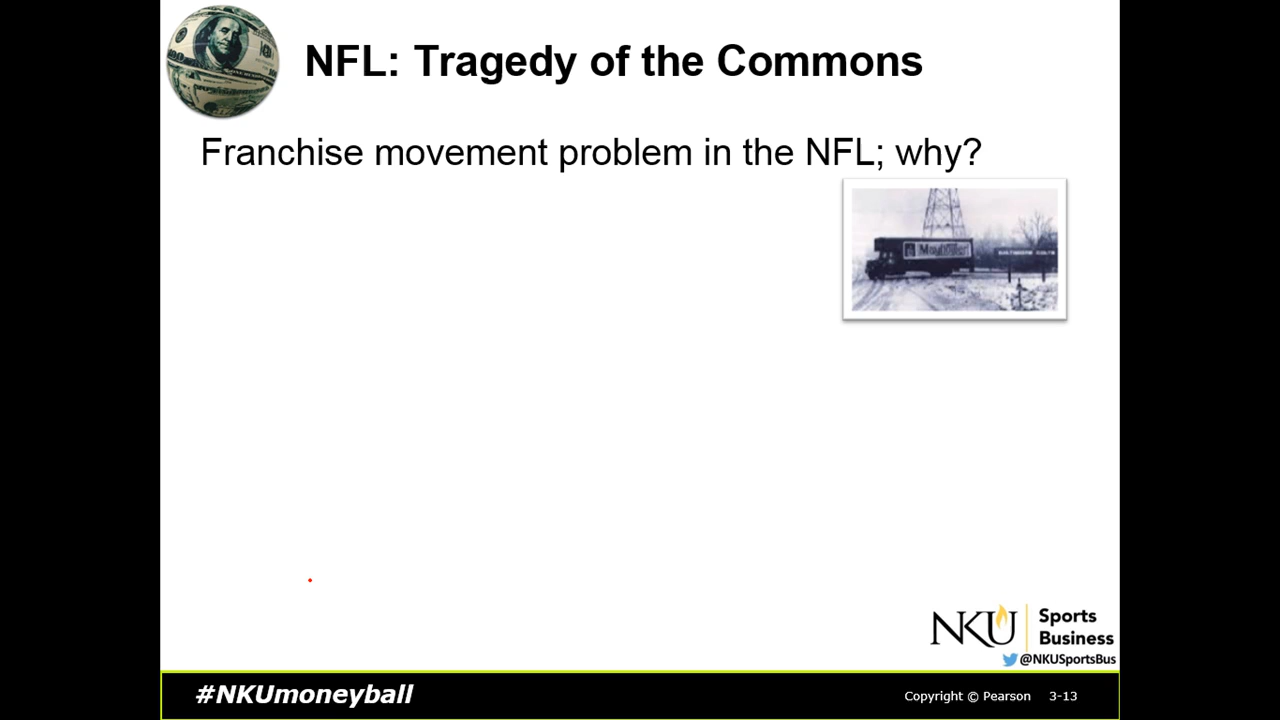 NFL: Tragedy of the Commons
Franchise movement problem in the NFL; why?
Mayflower
NKU
Sports
Business
@NKUSportsBus
#NKUmoneyball
Copyright © Pearson 3-13